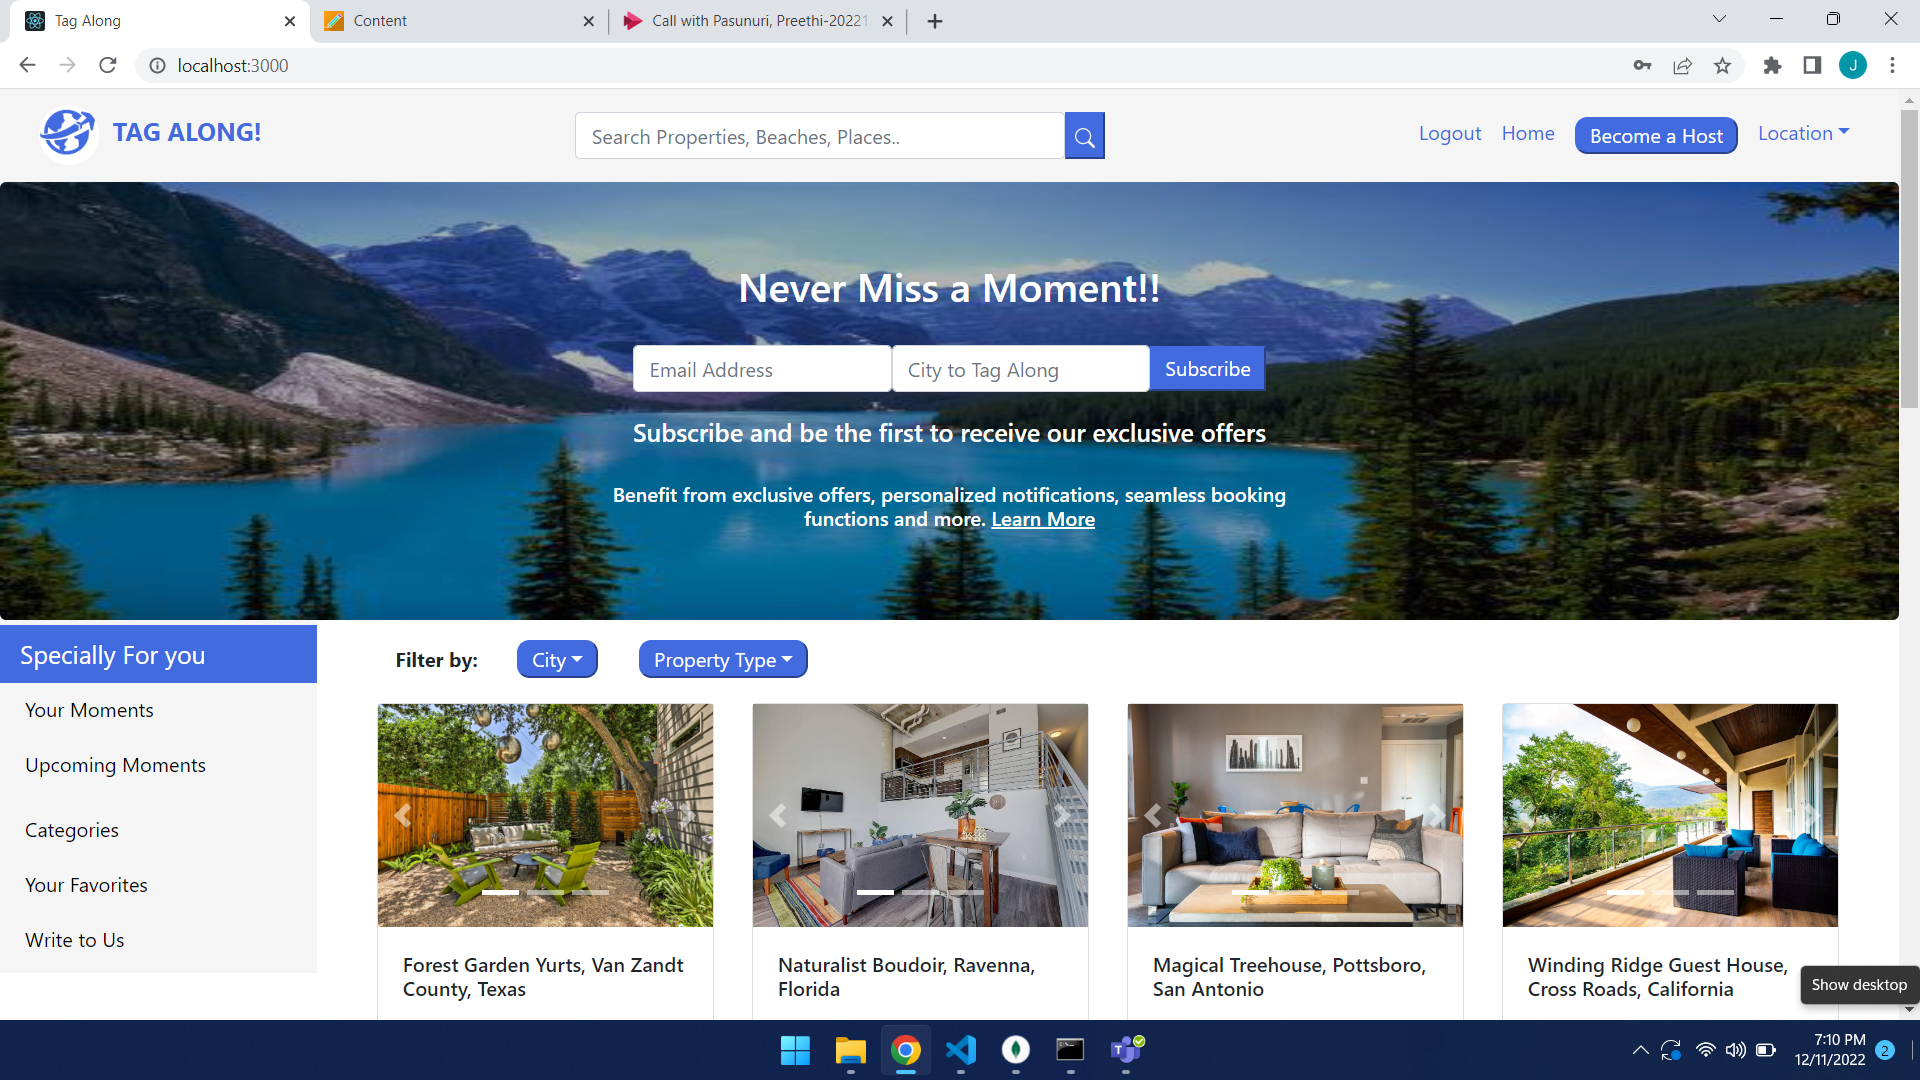 Tag Along
Content
Call with Pasunuri, Preethi-20221
localhost:3000
J
TAG ALONG!
Search Properties, Beaches, Places..
Logout
Home
Become a Host
Location
Never Miss a Moment!!
Email Address
City to Tag Along
Subscribe
Subscribe and be the first to receive our exclusive offers
Benefit from exclusive offers, personalized notifications, seamless booking
functions and more. Learn More
Specially For you
Your Moments
Upcoming Moments
Categories
Your Favorites
Write to Us
Filter by:
City
Property Type
Forest Garden Yurts, Van Zandt
County, Texas
Naturalist Boudoir, Ravenna,
Florida
Magical Treehouse, Pottsboro,
San Antonio
Winding Ridge Guest House,
Cross Roads, California
Show desktop
7:10 PM
12/11/2022
2